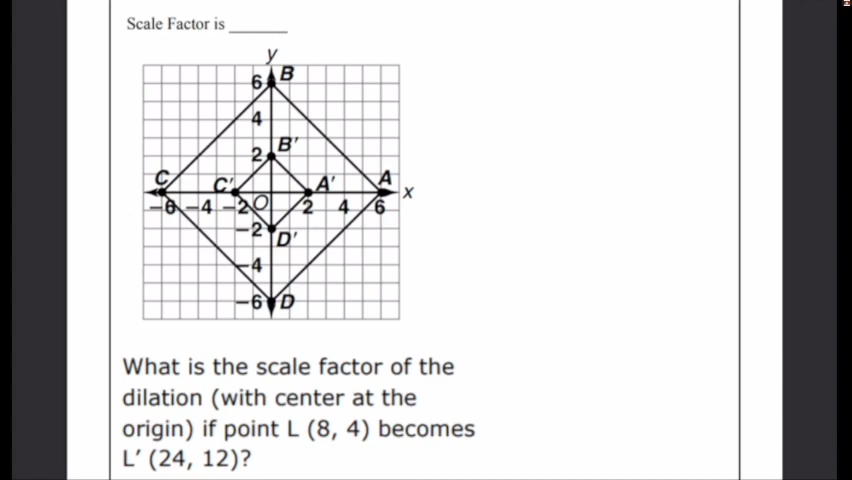 Scale Factor is _______
y
6 B
4
2 B′
C C′ A′ A x
−6 −4 −2 O 2 4 6
−2 D′
−4
−6 D
What is the scale factor of the
dilation (with center at the
origin) if point L (8, 4) becomes
L′ (24, 12)?